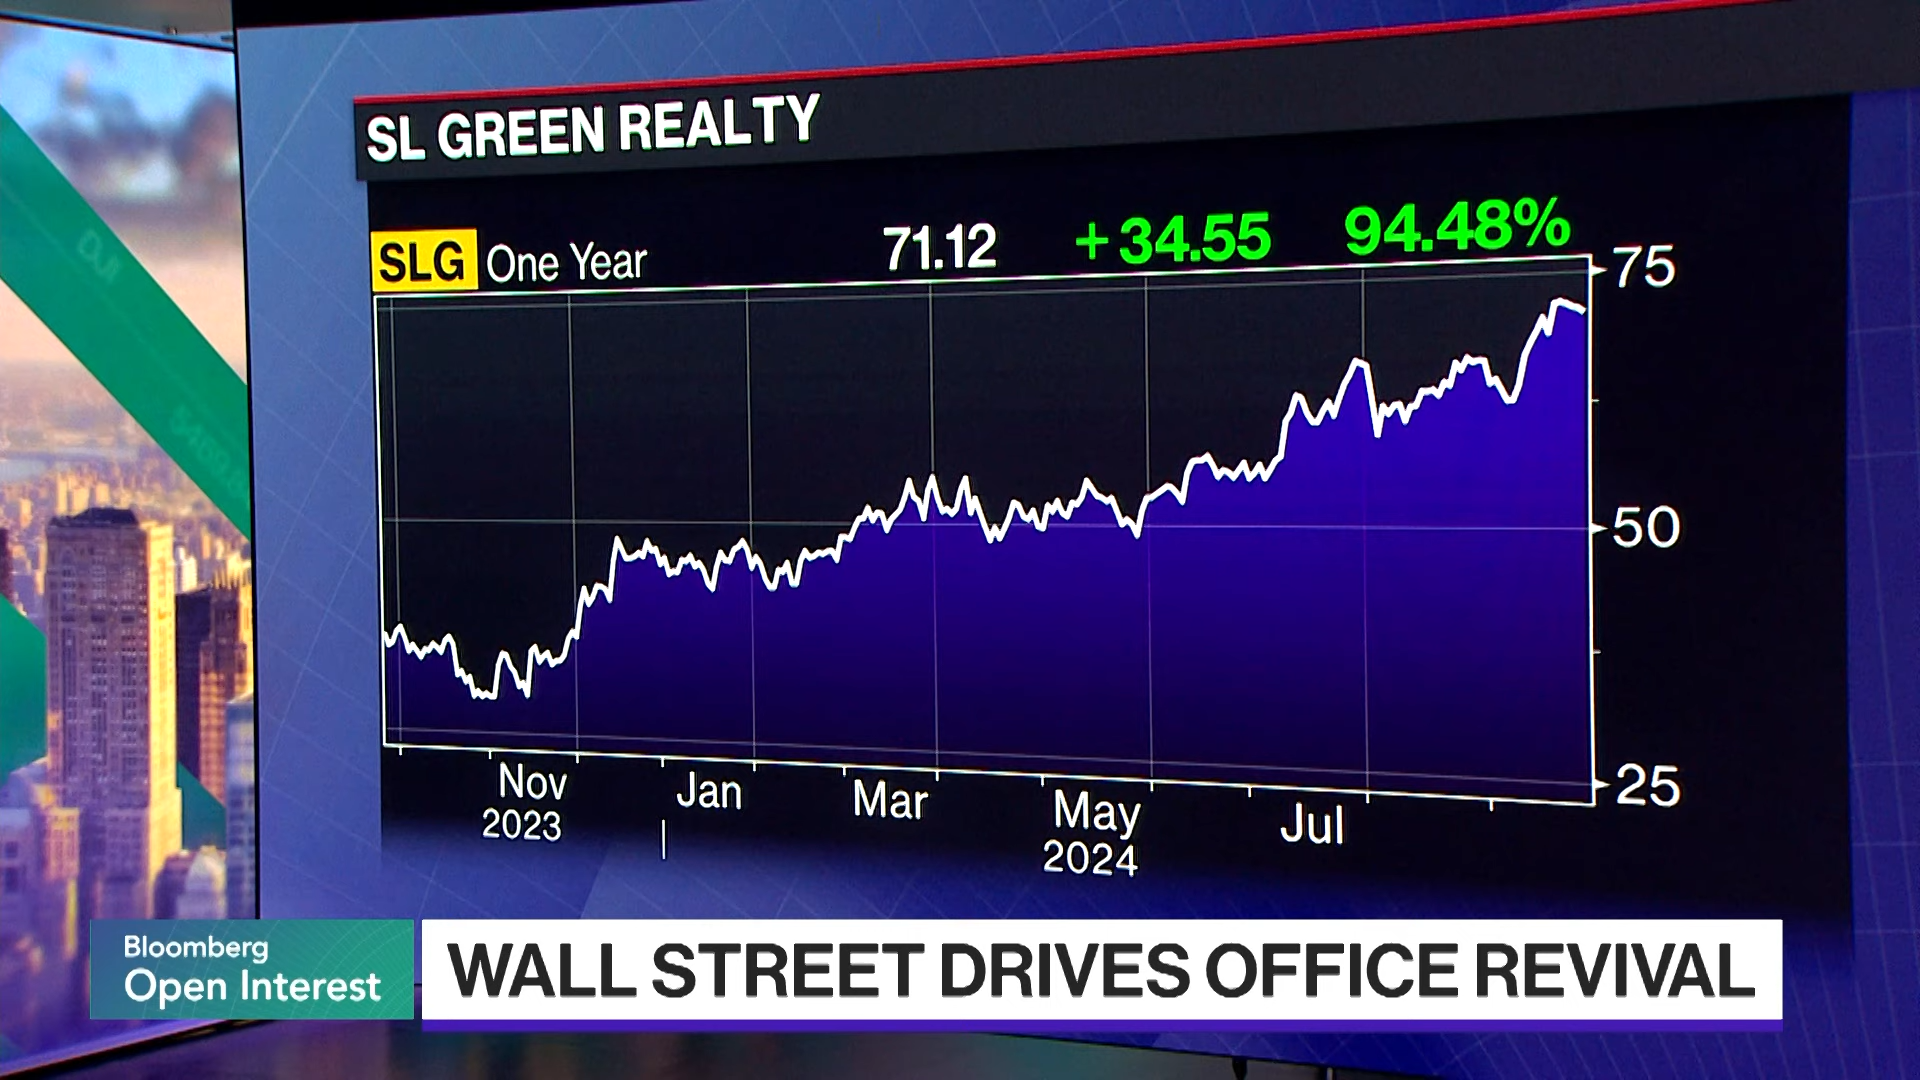 SL GREEN REALTY
SLG One Year 71.12 +34.55 94.48%
75
50
25
Nov Jan Mar May Jul
2023 2024
DJI
Bloomberg
Open Interest
WALL STREET DRIVES OFFICE REVIVAL